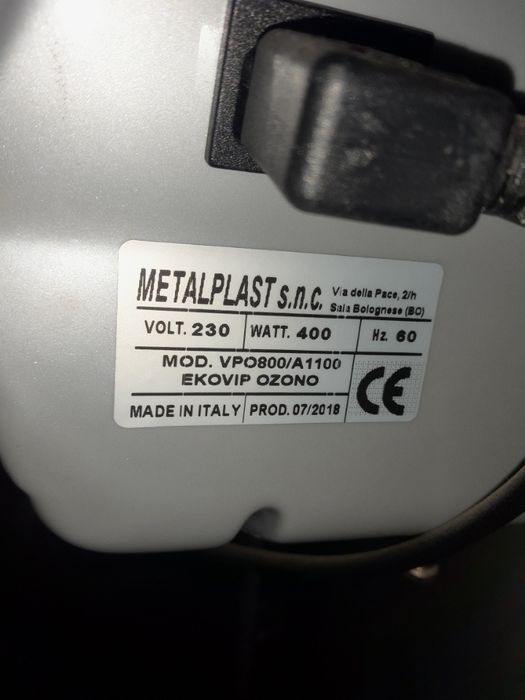 METALPLAST s.n.c. Via della Pace, 2/h
Sala Bolognese (BO)
VOLT. 230 WATT. 400 Hz. 60
MOD. VPO800/A1100
EKOVIP OZONO
CE
MADE IN ITALY PROD. 07/2018